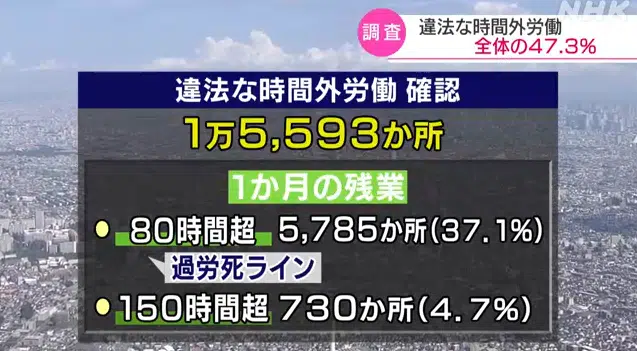 NHK
調査
違法な時間外労働
全体の47.3%
違法な時間外労働 確認
1万5,593か所
1か月の残業
80時間超 5,785か所(37.1%)
過労死ライン
150時間超 730か所(4.7%)